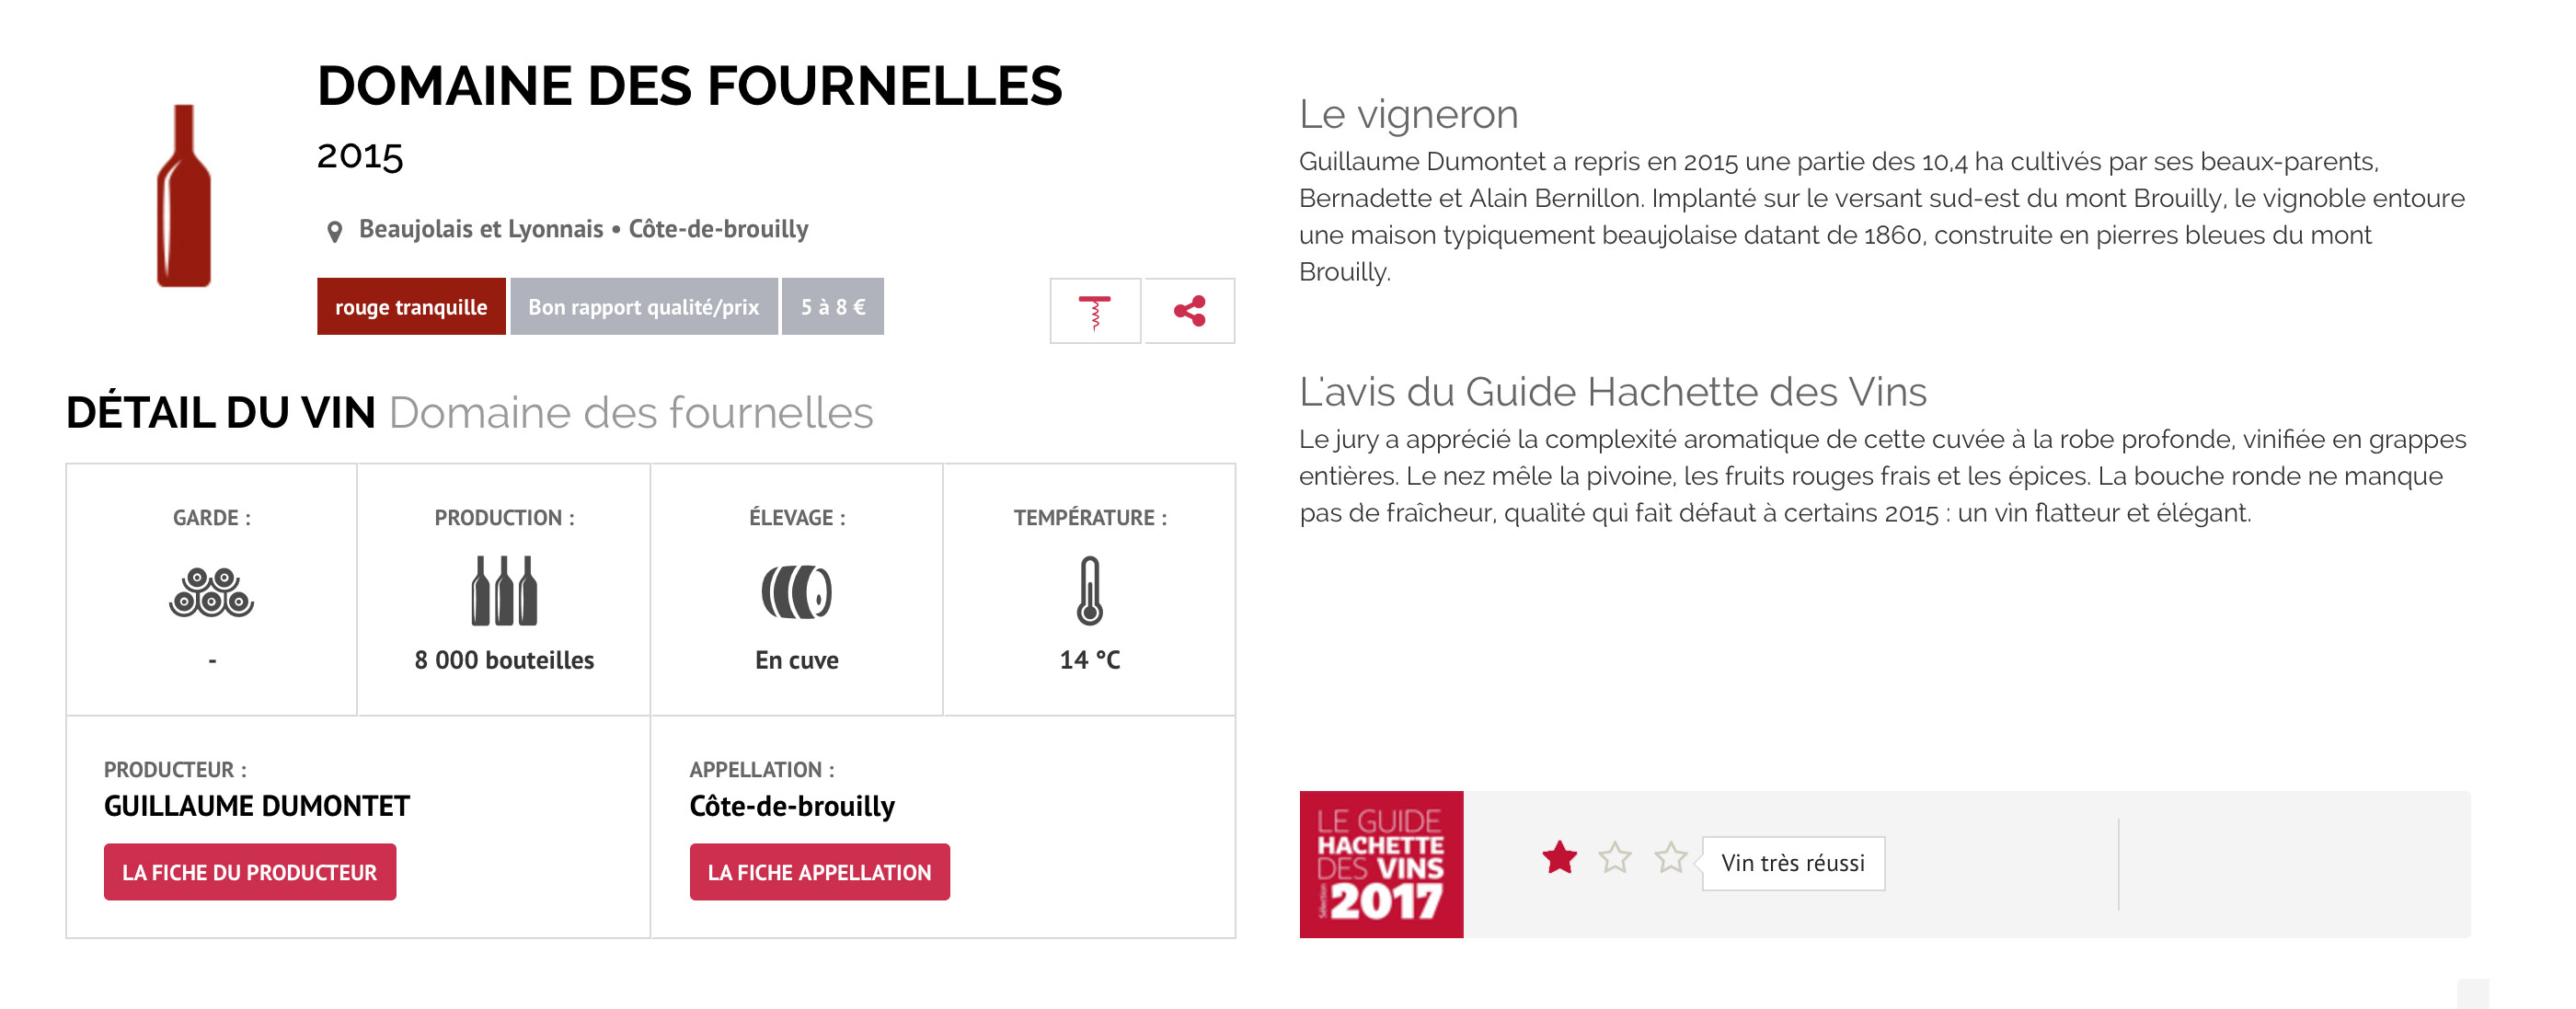 DOMAINE DES FOURNELLES
2015
Beaujolais et Lyonnais • Côte-de-brouilly
rouge tranquille
Bon rapport qualité/prix
5 à 8 €
DÉTAIL DU VIN Domaine des fournelles
GARDE :
-
PRODUCTION :
8 000 bouteilles
ÉLEVAGE :
En cuve
TEMPÉRATURE :
14 °C
PRODUCTEUR :
GUILLAUME DUMONTET
LA FICHE DU PRODUCTEUR
APPELLATION :
Côte-de-brouilly
LA FICHE APPELLATION
Le vigneron
Guillaume Dumontet a repris en 2015 une partie des 10,4 ha cultivés par ses beaux-parents,
Bernadette et Alain Bernillon. Implanté sur le versant sud-est du mont Brouilly, le vignoble entoure
une maison typiquement beaujolaise datant de 1860, construite en pierres bleues du mont
Brouilly.
L'avis du Guide Hachette des Vins
Le jury a apprécié la complexité aromatique de cette cuvée à la robe profonde, vinifiée en grappes
entières. Le nez mêle la pivoine, les fruits rouges frais et les épices. La bouche ronde ne manque
pas de fraîcheur, qualité qui fait défaut à certains 2015 : un vin flatteur et élégant.
LE GUIDE
HACHETTE
DES VINS
Sélection
2017
Vin très réussi